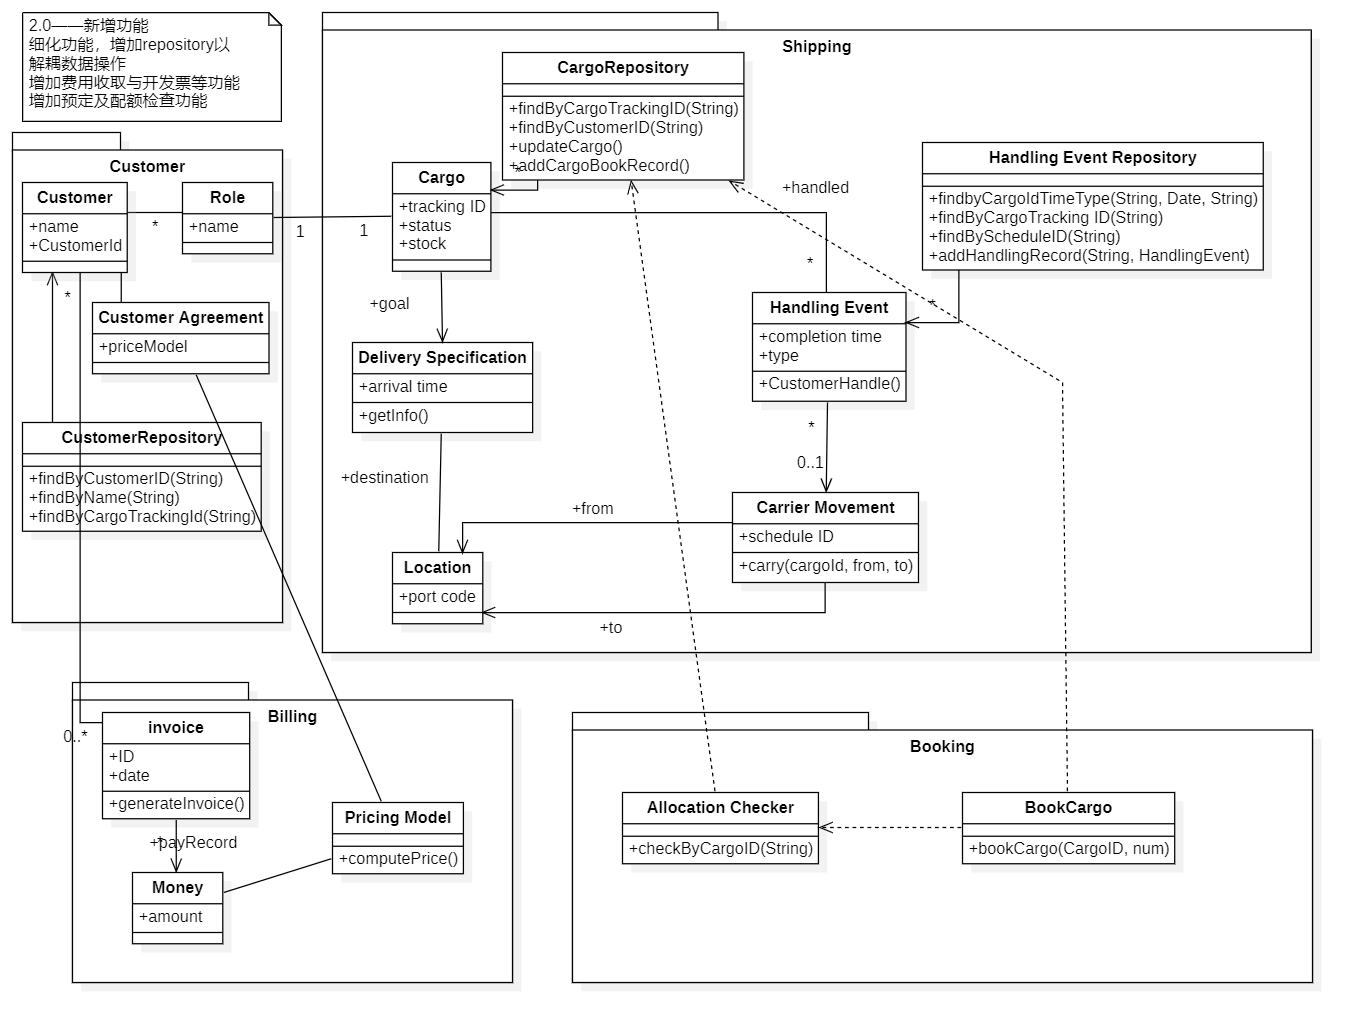 2.0——新增功能
细化功能，增加repository以
解耦数据操作
增加费用收取与开发票等功能
增加预定及配额检查功能
Shipping
CargoRepository
+findByCargoTrackingID(String)
+findByCustomerID(String)
+updateCargo()
+addCargoBookRecord()
*
Handling Event Repository
+findbyCargoIdTimeType(String, Date, String)
+findByCargoTracking ID(String)
+findByScheduleID(String)
+addHandlingRecord(String, HandlingEvent)
*
Customer
Customer
+name
+CustomerId
*
Role
+name
1
1
Cargo
+tracking ID
+status
+stock
+handled
*
*
Customer Agreement
+priceModel
+goal
Handling Event
+completion time
+type
+CustomerHandle()
Delivery Specification
+arrival time
+getInfo()
*
0..1
CustomerRepository
+findByCustomerID(String)
+findByName(String)
+findByCargoTrackingId(String)
+destination
+from
Carrier Movement
+schedule ID
+carry(cargoId, from, to)
Location
+port code
+to
Billing
0..*
invoice
+ID
+date
+generateInvoice()
+payRecord
*
Pricing Model
+computePrice()
Money
+amount
Booking
Allocation Checker
+checkByCargoID(String)
BookCargo
+bookCargo(CargoID, num)